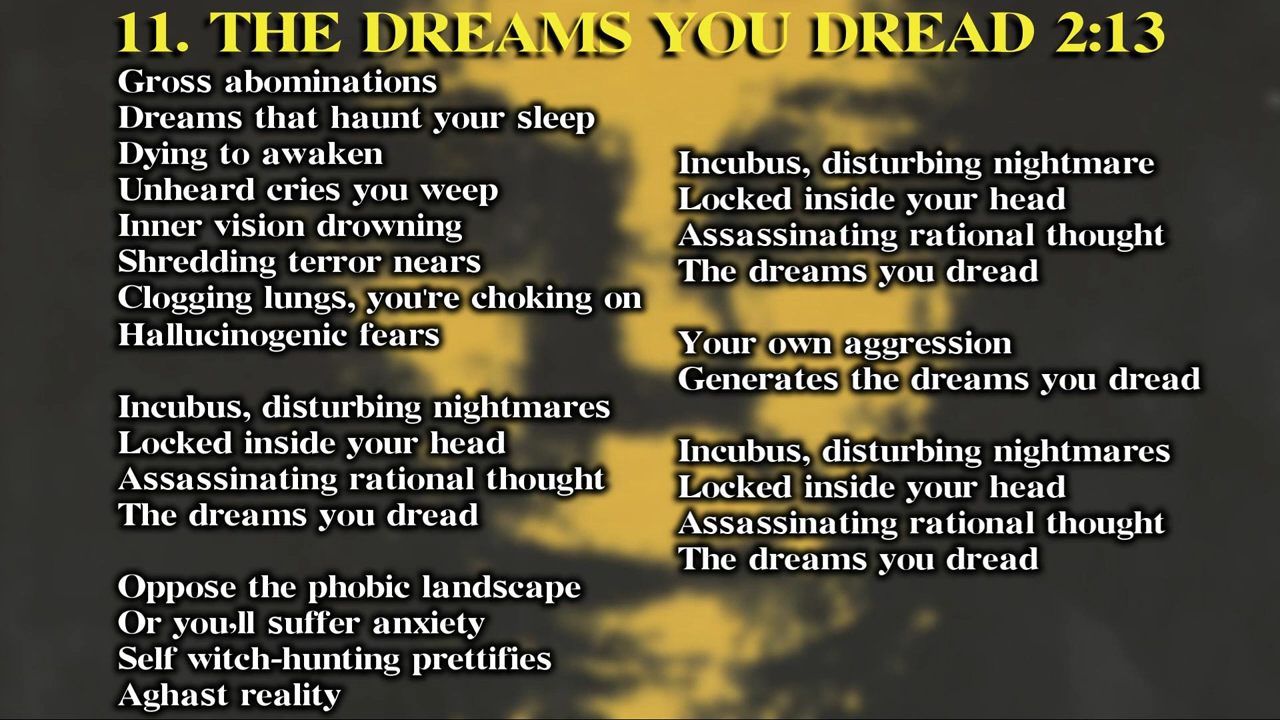 11. THE DREAMS YOU DREAD 2:13
Gross abominations
Dreams that haunt your sleep
Dying to awaken
Unheard cries you weep
Inner vision drowning
Shredding terror nears
Clogging lungs, you're choking on
Hallucinogenic fears
Incubus, disturbing nightmares
Locked inside your head
Assassinating rational thought
The dreams you dread
Oppose the phobic landscape
Or you,ll suffer anxiety
Self witch-hunting prettifies
Aghast reality
Incubus, disturbing nightmare
Locked inside your head
Assassinating rational thought
The dreams you dread
Your own aggression
Generates the dreams you dread
Incubus, disturbing nightmares
Locked inside your head
Assassinating rational thought
The dreams you dread